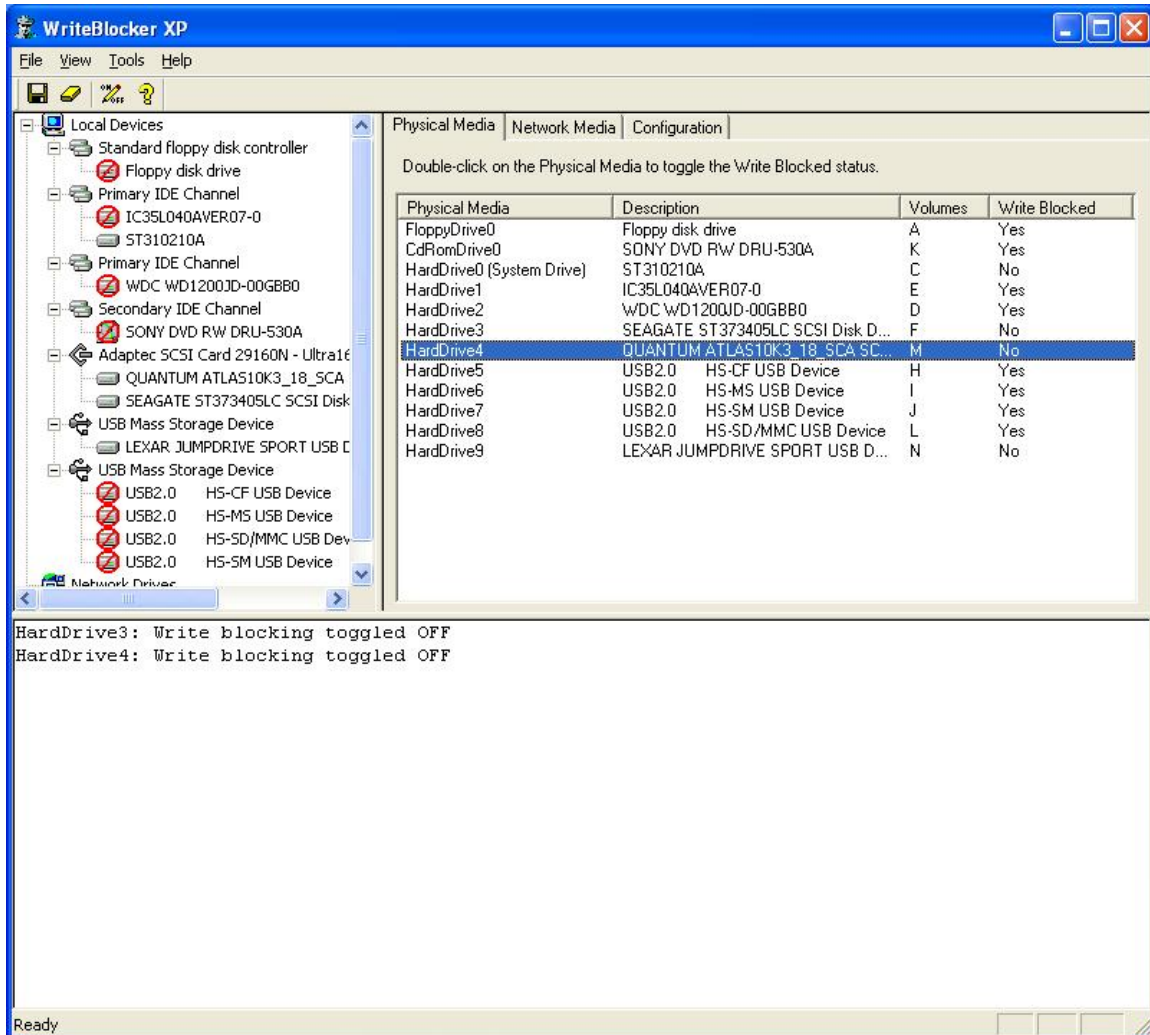 WriteBlocker XP
File View Tools Help
ON OFF
Local Devices
Standard floppy disk controller
Floppy disk drive
Primary IDE Channel
IC35L040AVER07-0
ST310210A
Primary IDE Channel
WDC WD1200JD-00GBB0
Secondary IDE Channel
SONY DVD RW DRU-530A
Adaptec SCSI Card 29160N - Ultra16
QUANTUM ATLAS10K3_18_SCA
SEAGATE ST373405LC SCSI Disk
USB Mass Storage Device
LEXAR JUMPDRIVE SPORT USB D
USB Mass Storage Device
USB2.0 HS-CF USB Device
USB2.0 HS-MS USB Device
USB2.0 HS-SD/MMC USB Dev
USB2.0 HS-SM USB Device
Network Drives
Physical Media Network Media Configuration
Double-click on the Physical Media to toggle the Write Blocked status.
Physical Media Description Volumes Write Blocked
FloppyDrive0 Floppy disk drive A Yes
CdRomDrive0 SONY DVD RW DRU-530A K Yes
HardDrive0 (System Drive) ST310210A C No
HardDrive1 IC35L040AVER07-0 E Yes
HardDrive2 WDC WD1200JD-00GBB0 D Yes
HardDrive3 SEAGATE ST373405LC SCSI Disk D... F No
HardDrive4 QUANTUM ATLAS10K3_18_SCA SC... M No
HardDrive5 USB2.0 HS-CF USB Device H Yes
HardDrive6 USB2.0 HS-MS USB Device I Yes
HardDrive7 USB2.0 HS-SM USB Device J Yes
HardDrive8 USB2.0 HS-SD/MMC USB Device L Yes
HardDrive9 LEXAR JUMPDRIVE SPORT USB D... N No
HardDrive3: Write blocking toggled OFF
HardDrive4: Write blocking toggled OFF
Ready